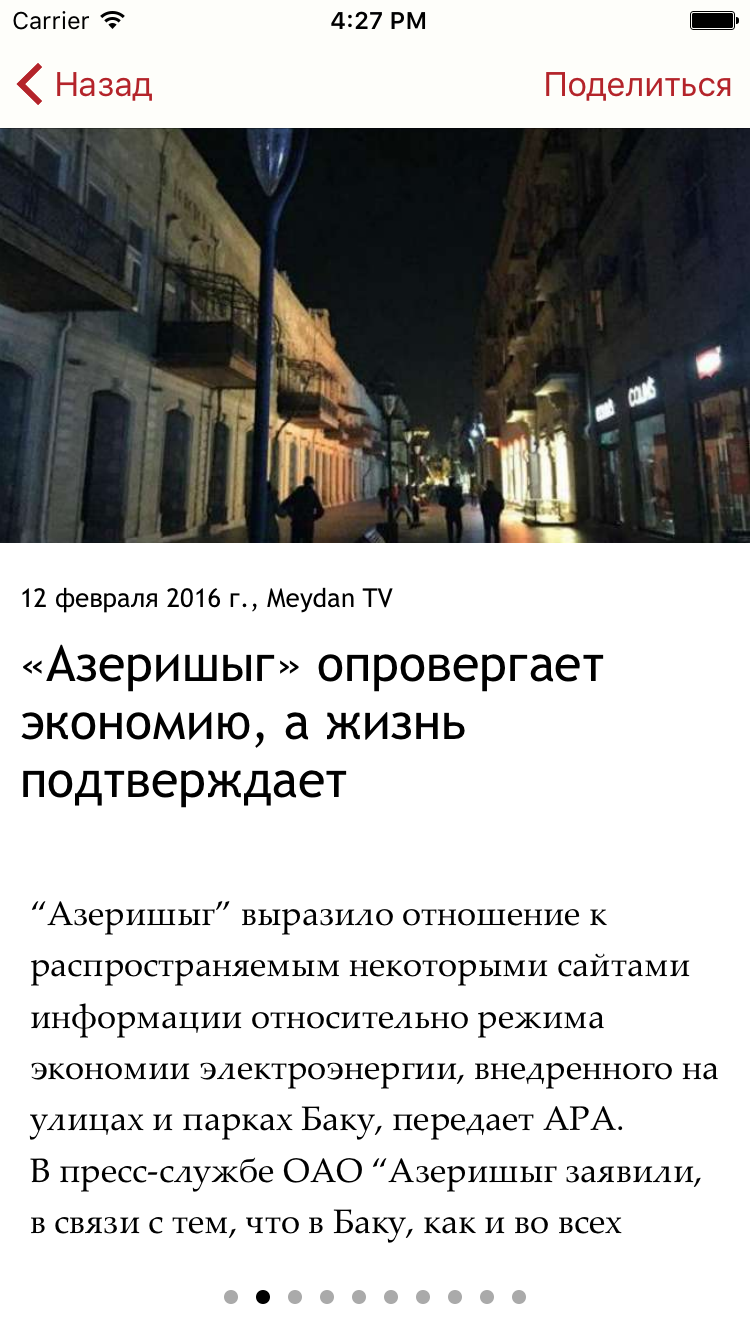 Carrier 4:27 PM
Назад Поделиться
12 февраля 2016 г., Meydan TV
«Азеришыг» опровергает
экономию, а жизнь
подтверждает
“Азеришыг” выразило отношение к
распространяемым некоторыми сайтами
информации относительно режима
экономии электроэнергии, внедренного на
улицах и парках Баку, передает АРА.
В пресс-службе ОАО “Азеришыг заявили,
в связи с тем, что в Баку, как и во всех